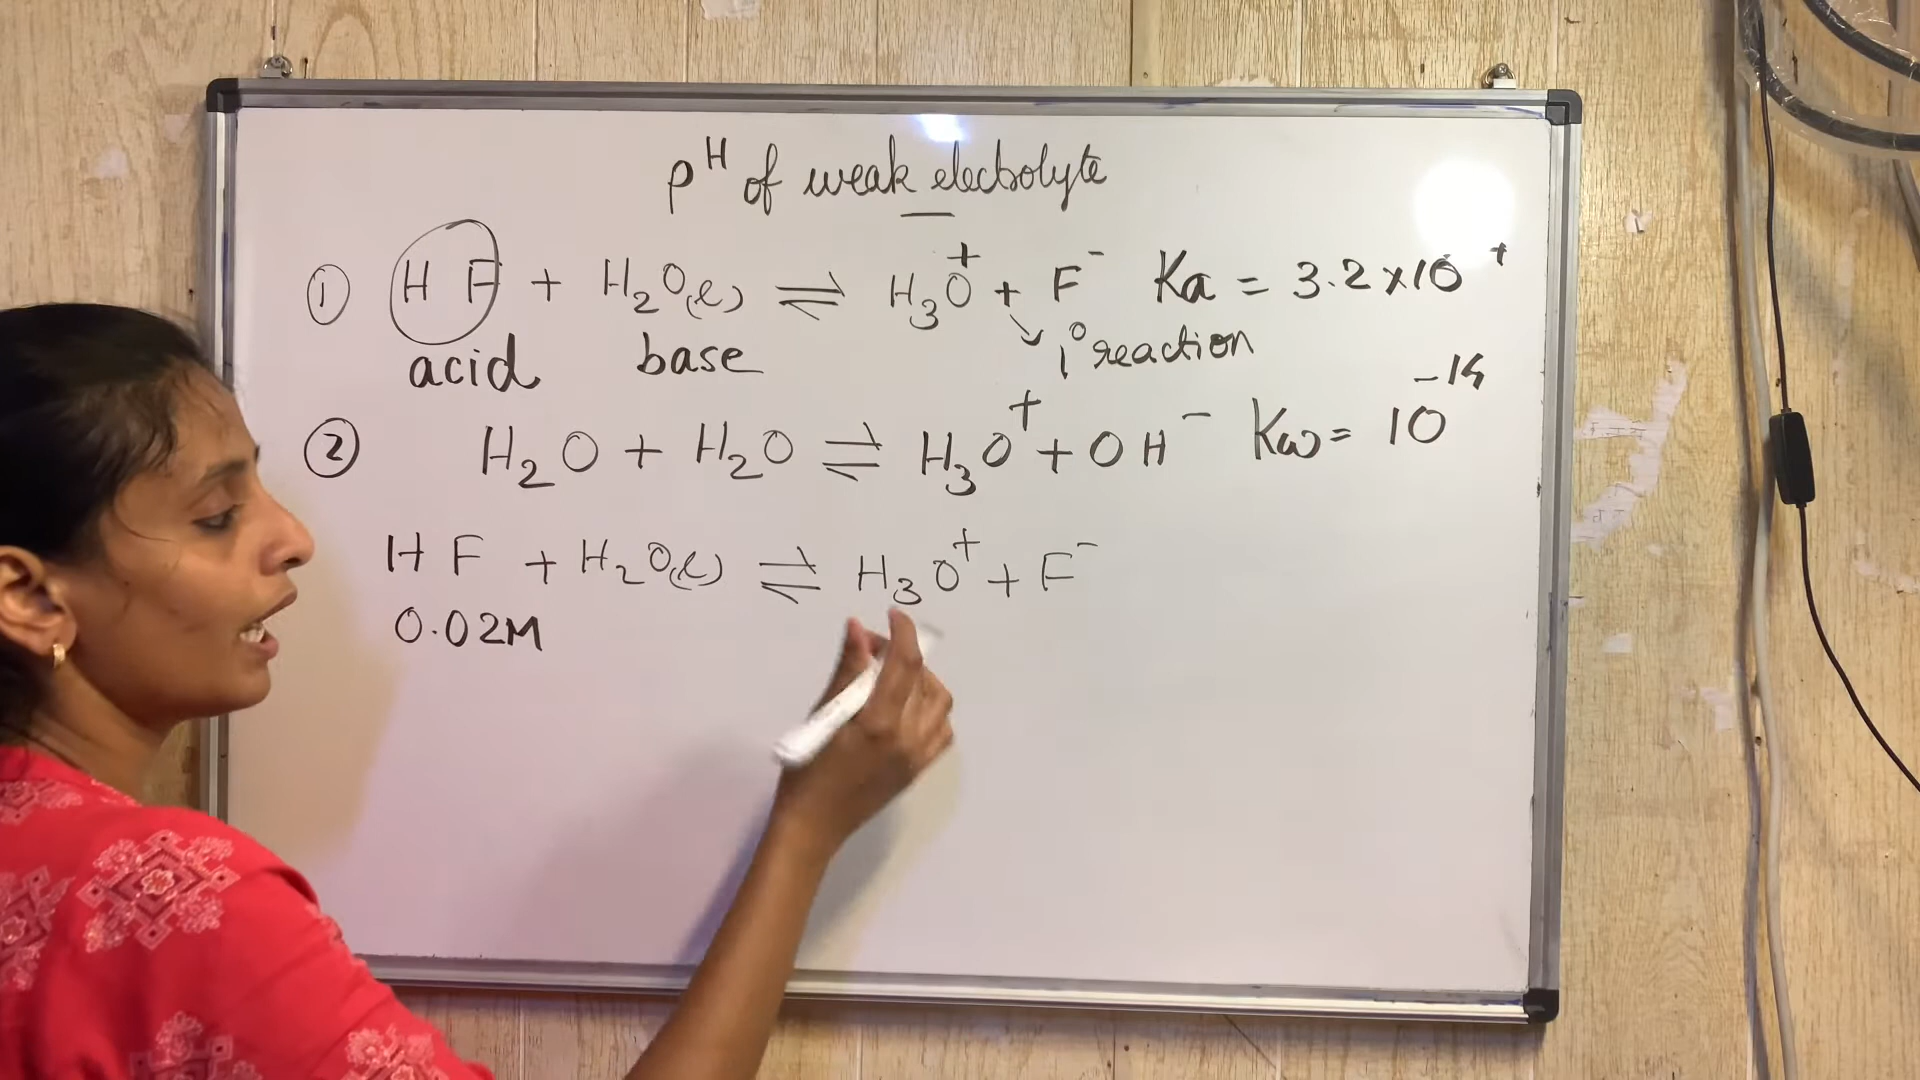 pH of weak electrolyte
① HF + H₂O(l) ⇌ H₃O⁺ + F⁻ Ka = 3.2×10
acid base ↘ 1° reaction
② H₂O + H₂O ⇌ H₃O⁺ + OH⁻ Kw = 10⁻¹⁴
HF + H₂O(l) ⇌ H₃O⁺ + F⁻
0.02M